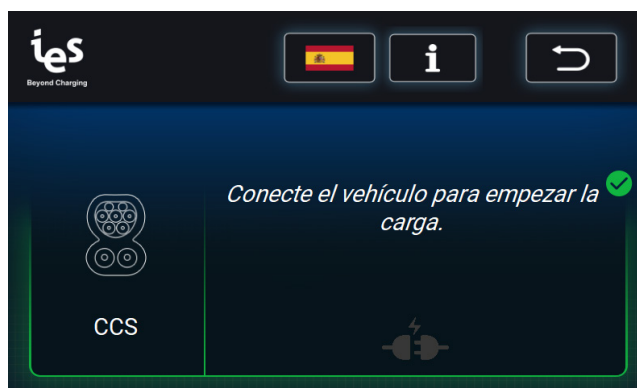 ies
Beyond Charging
i
Conecte el vehículo para empezar la
carga.
CCS